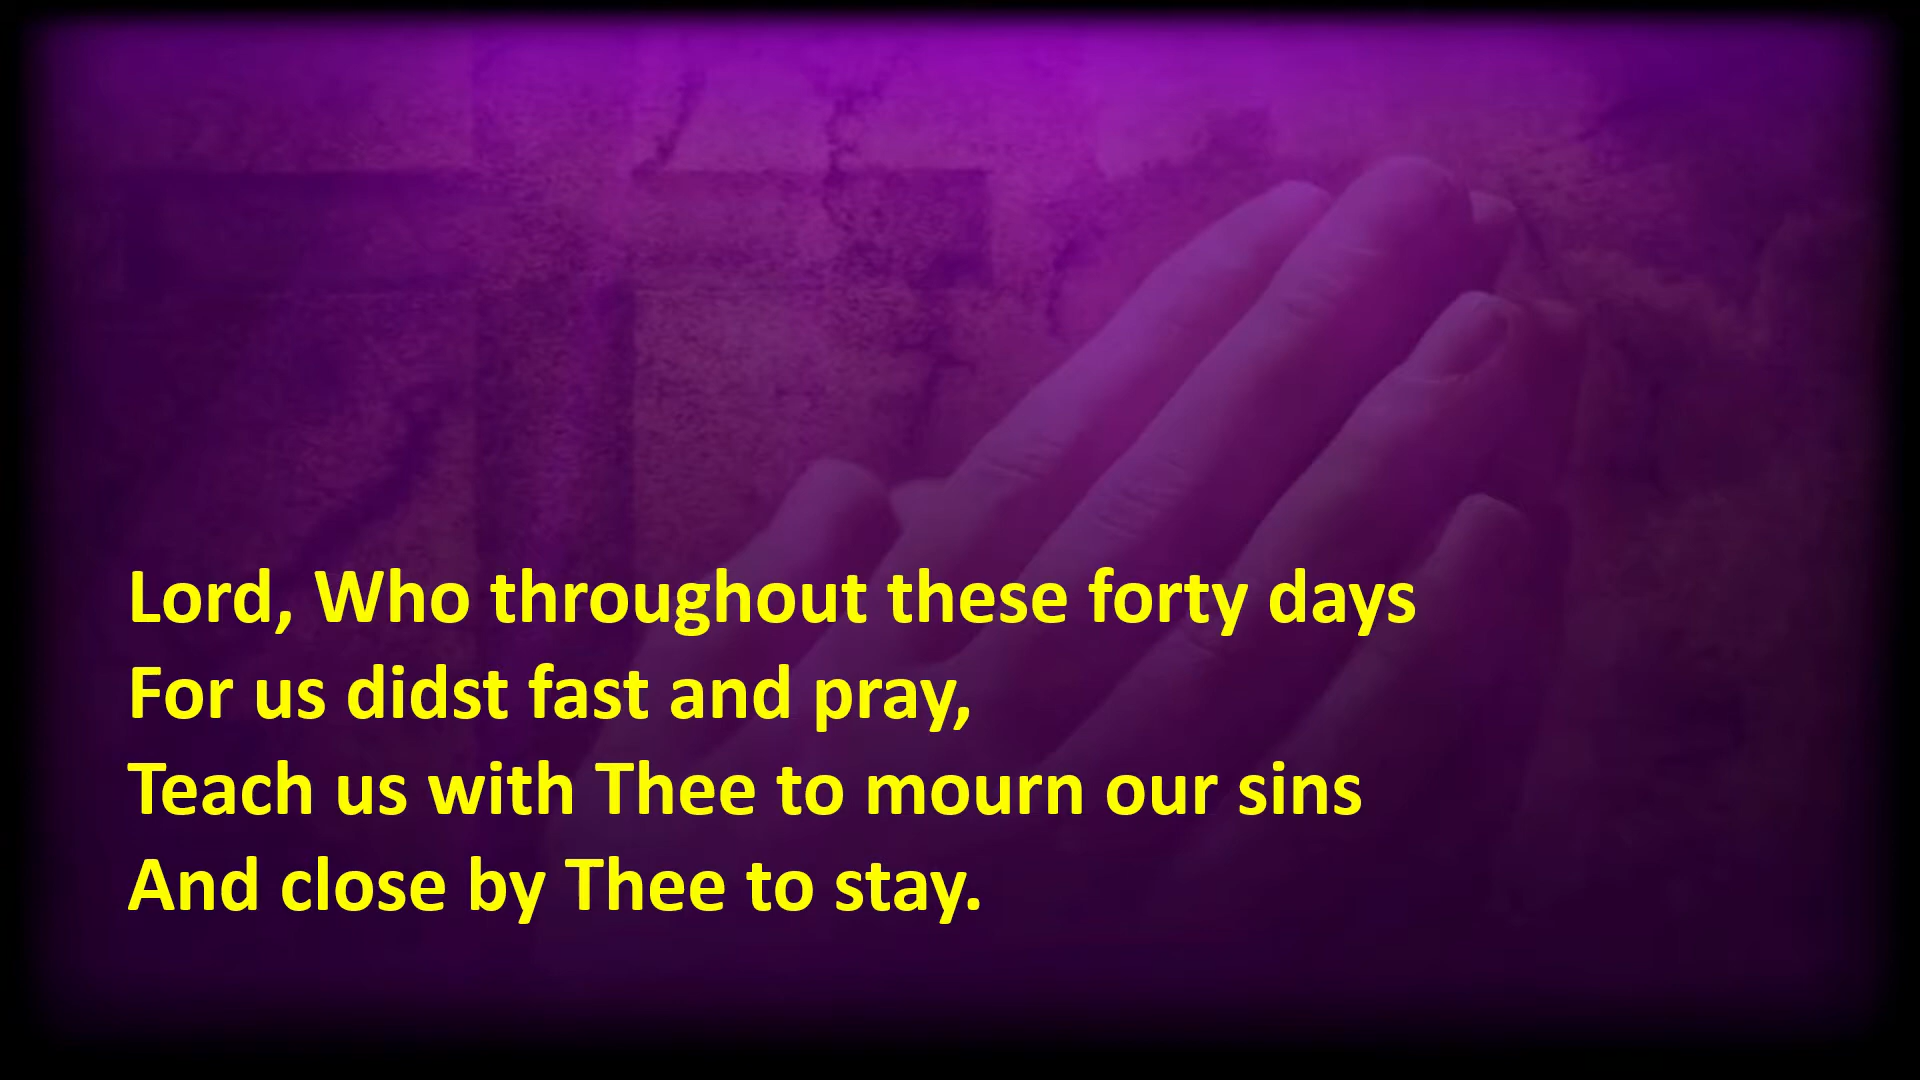 Lord, Who throughout these forty days
For us didst fast and pray,
Teach us with Thee to mourn our sins
And close by Thee to stay.